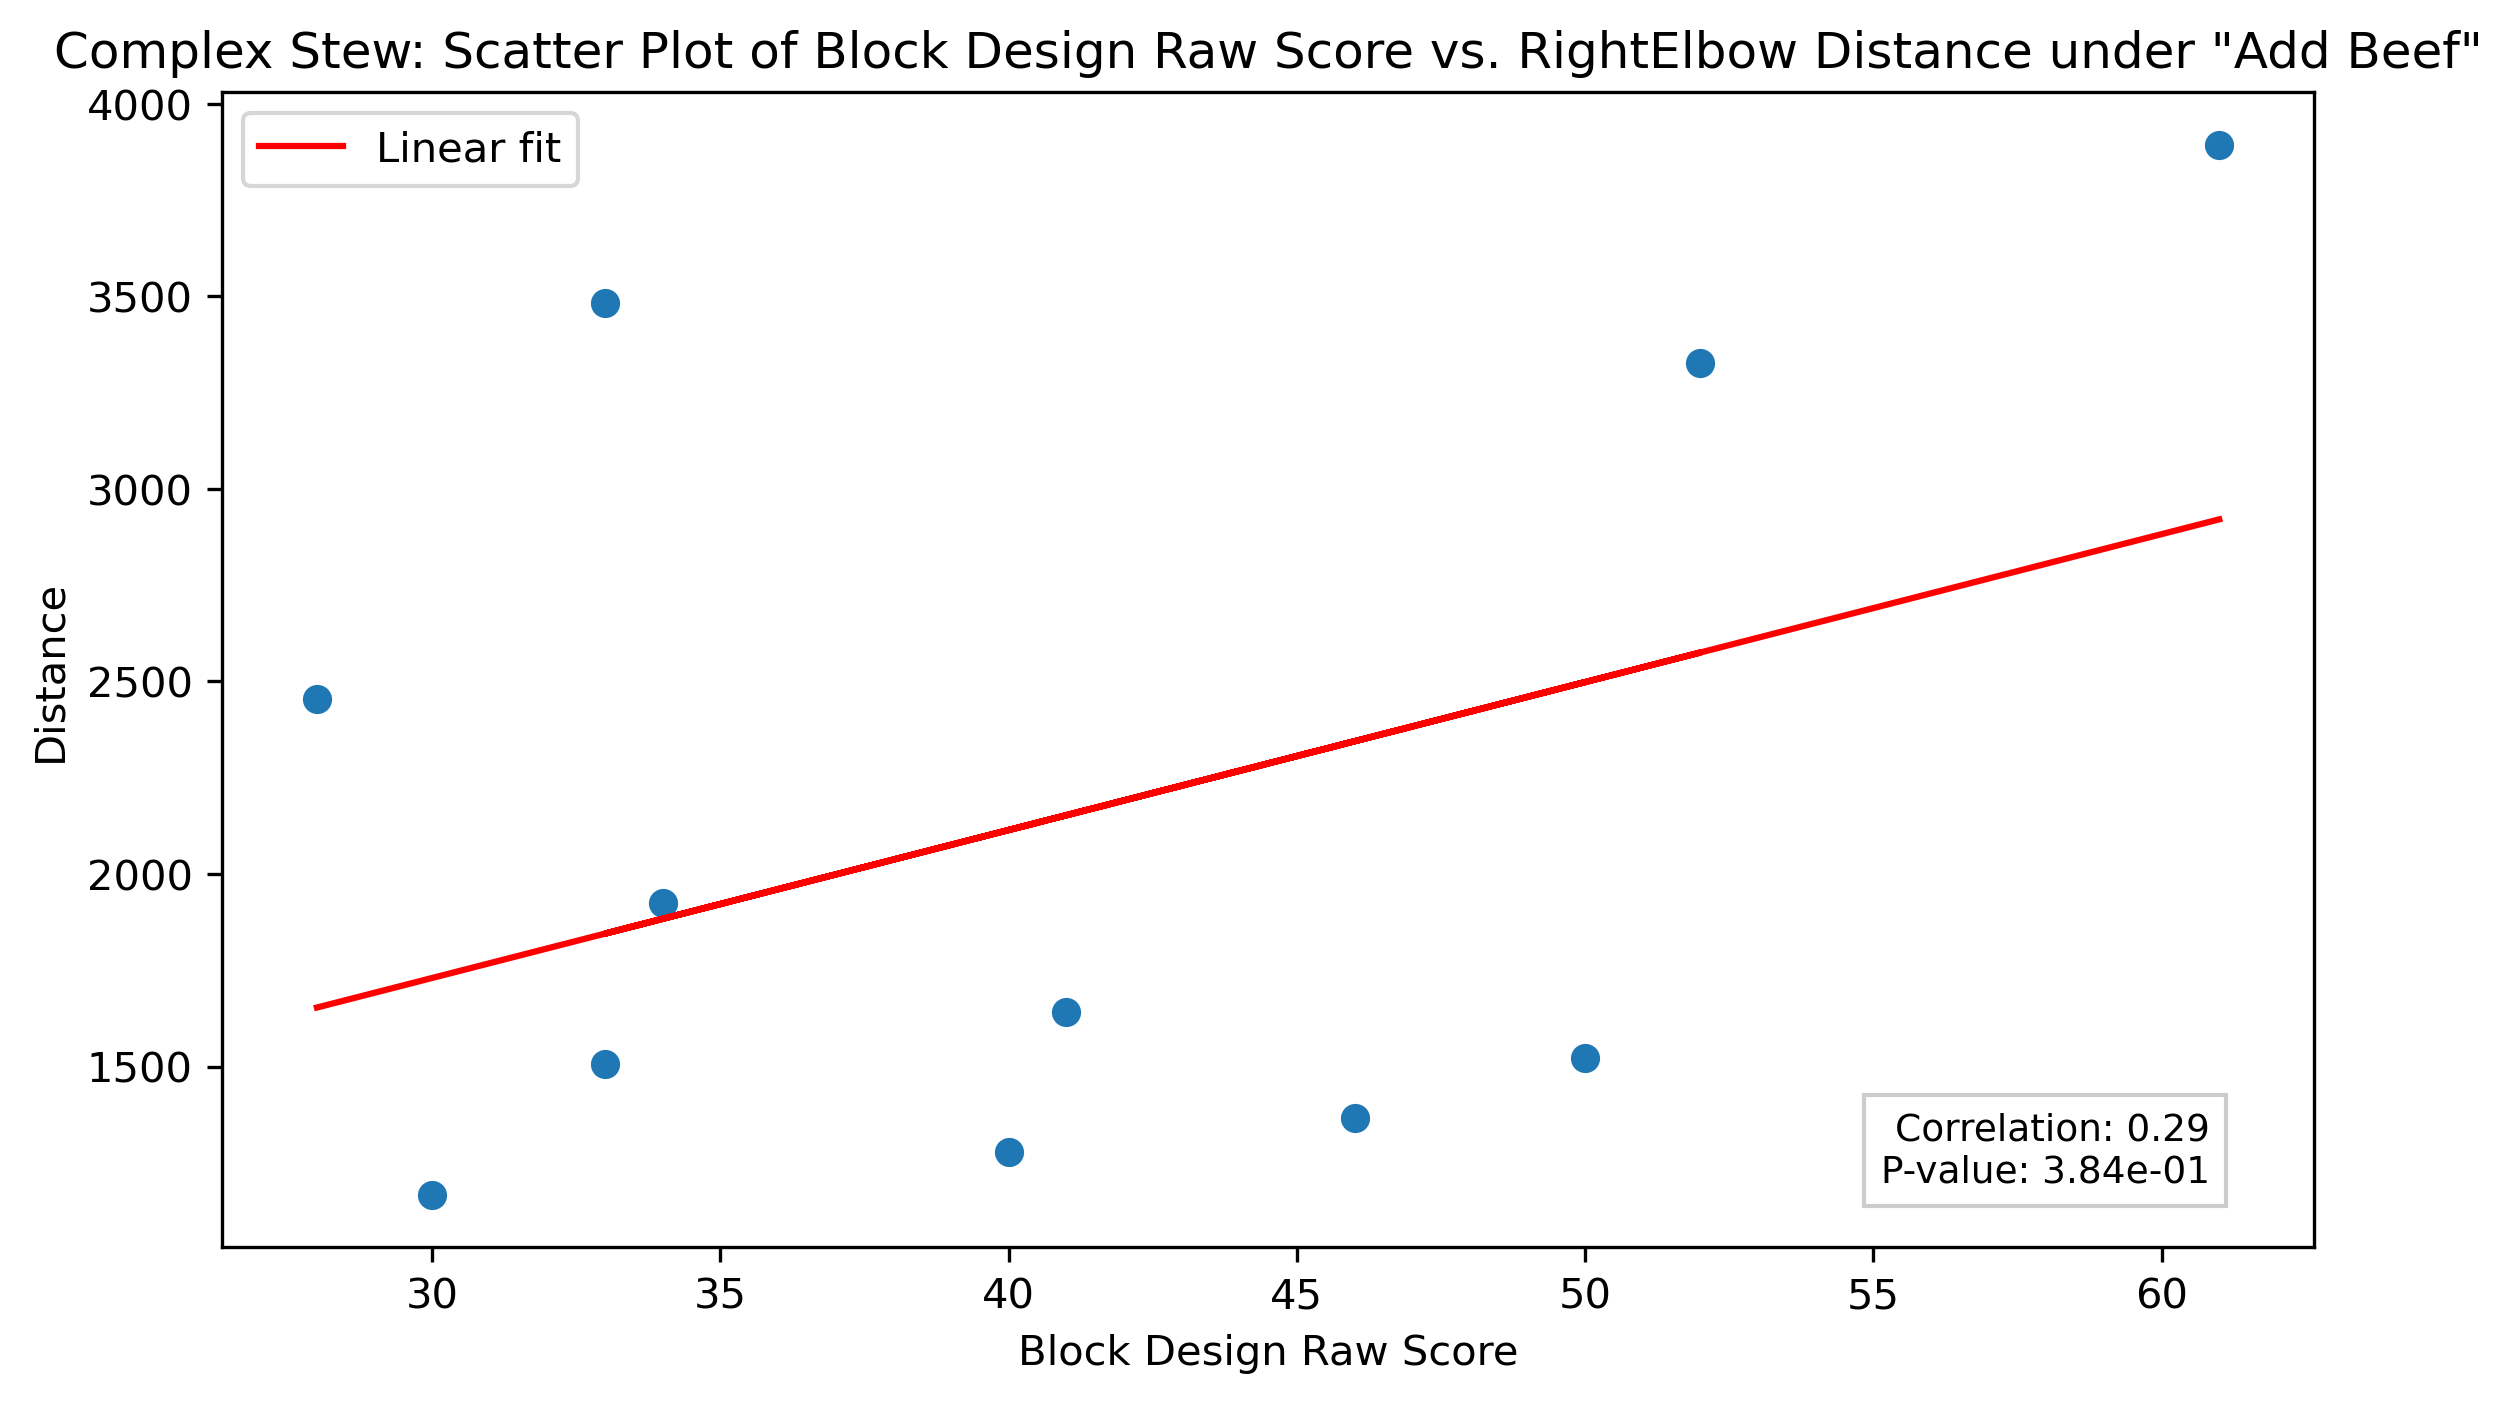 Complex Stew: Scatter Plot of Block Design Raw Score vs. RightElbow Distance under "Add Beef"
Linear fit
4000
3500
3000
2500
2000
1500
Distance
Correlation: 0.29
P-value: 3.84e-01
30 35 40 45 50 55 60
Block Design Raw Score